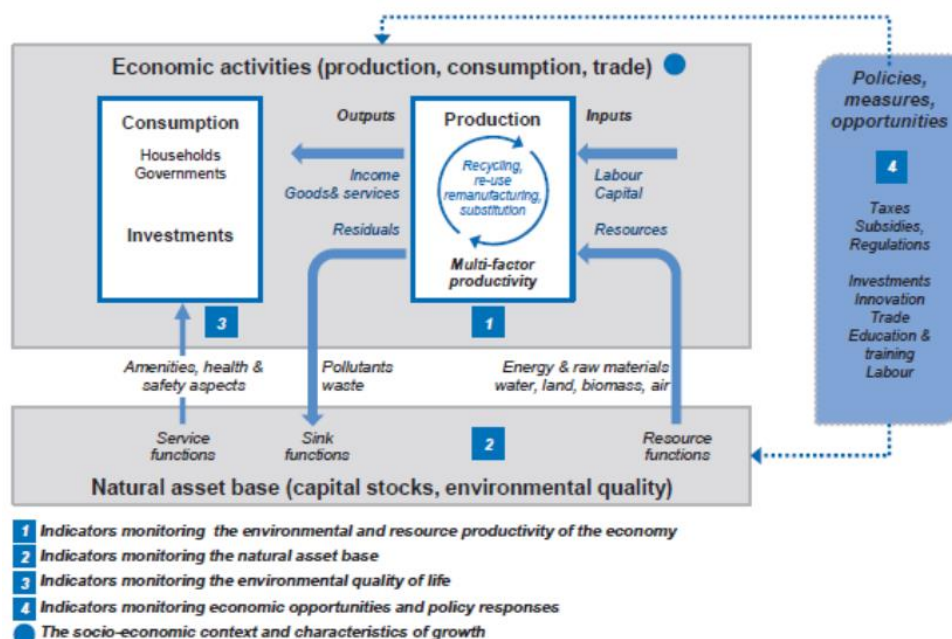 Economic activities (production, consumption, trade)
Consumption
Households
Governments
Investments
3
Outputs
Income
Goods& services
Residuals
Production
Recycling,
re-use
remanufacturing,
substitution
Multi-factor
productivity
1
Inputs
Labour
Capital
Resources
Policies,
measures,
opportunities
4
Taxes
Subsidies,
Regulations
Investments
Innovation
Trade
Education &
training
Labour
Amenities, health &
safety aspects
Pollutants
waste
Energy & raw materials
water, land, biomass, air
Service
functions
Sink
functions
2
Resource
functions
Natural asset base (capital stocks, environmental quality)
1 Indicators monitoring the environmental and resource productivity of the economy
2 Indicators monitoring the natural asset base
3 Indicators monitoring the environmental quality of life
4 Indicators monitoring economic opportunities and policy responses
The socio-economic context and characteristics of growth